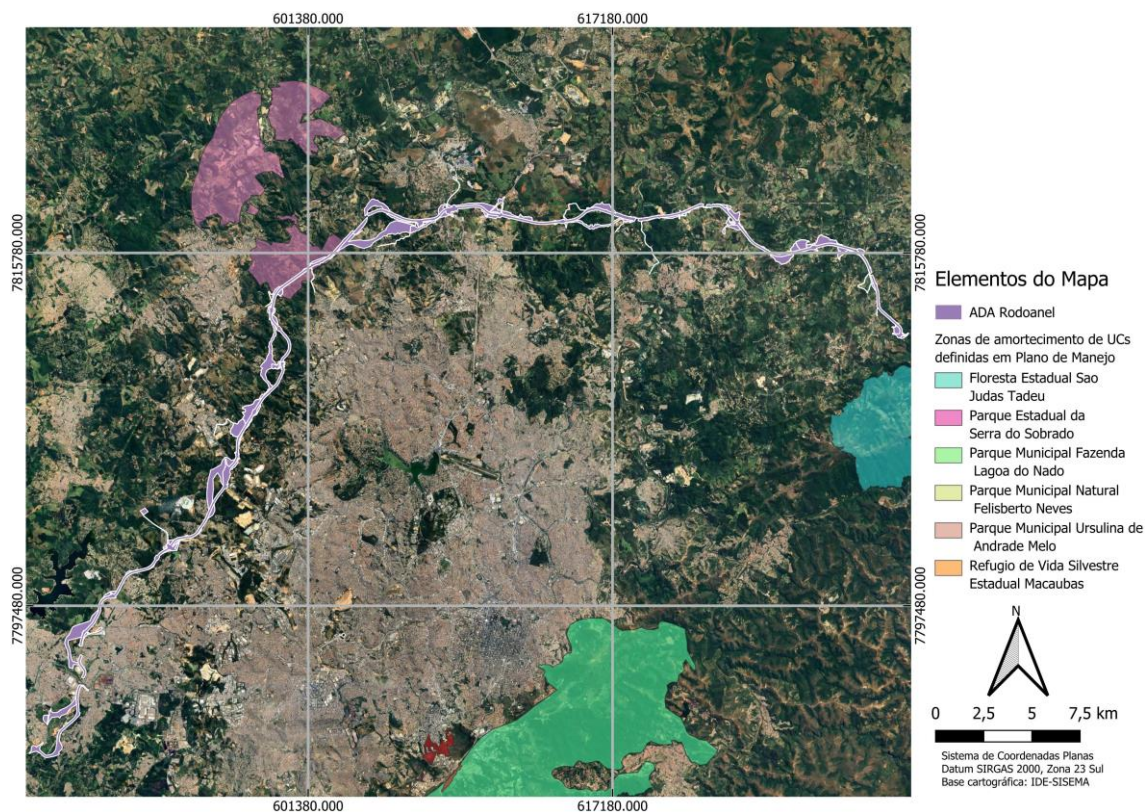 601380.000
617180.000
7815780.000
7815780.000
7797480.000
7797480.000
601380.000
617180.000
Elementos do Mapa
ADA Rodoanel
Zonas de amortecimento de UCs
definidas em Plano de Manejo
Floresta Estadual Sao
Judas Tadeu
Parque Estadual da
Serra do Sobrado
Parque Municipal Fazenda
Lagoa do Nado
Parque Municipal Natural
Felisberto Neves
Parque Municipal Ursulina de
Andrade Melo
Refugio de Vida Silvestre
Estadual Macaubas
N
0 2,5 5 7,5 km
Sistema de Coordenadas Planas
Datum SIRGAS 2000, Zona 23 Sul
Base cartográfica: IDE-SISEMA